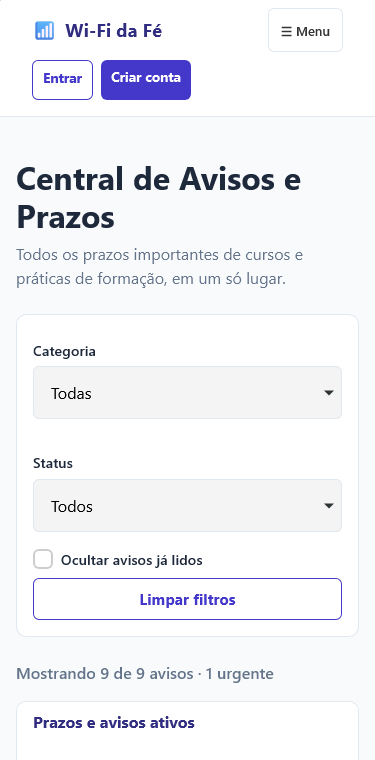 Wi-Fi da Fé
☰ Menu
Entrar
Criar conta
Central de Avisos e
Prazos
Todos os prazos importantes de cursos e
práticas de formação, em um só lugar.
Categoria
Todas
Status
Todos
Ocultar avisos já lidos
Limpar filtros
Mostrando 9 de 9 avisos · 1 urgente
Prazos e avisos ativos